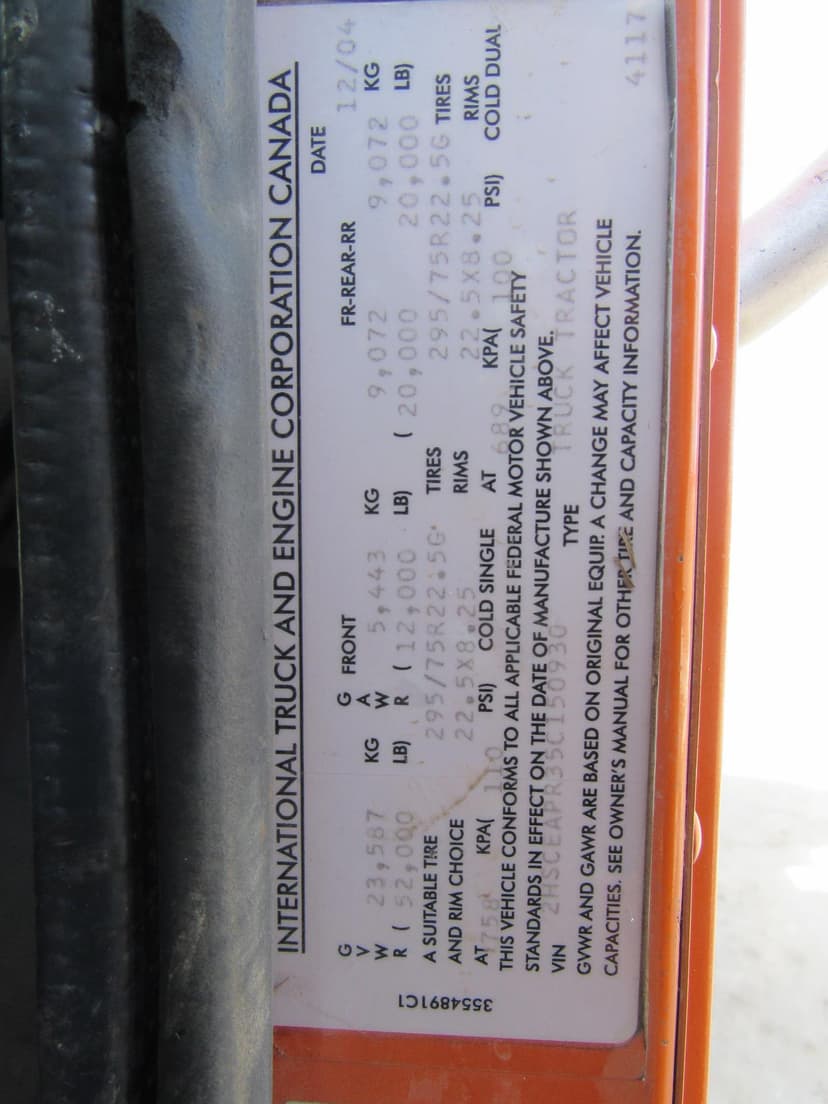 INTERNATIONAL TRUCK AND ENGINE CORPORATION CANADA
DATE 12/04
G G FRONT FR-REAR-RR
V A
W 23,587 KG W 5,443 KG 9,072 9,072 KG
R ( 52,000 LB) R ( 12,000 LB) ( 20,000 20,000 LB)
A SUITABLE TIRE 295/75R22.5G TIRES 295/75R22.5G TIRES
AND RIM CHOICE 22.5X8.25 RIMS 22.5X8.25 RIMS
AT 758 KPA( 110 PSI) COLD SINGLE AT 689 KPA( 100 PSI) COLD DUAL
THIS VEHICLE CONFORMS TO ALL APPLICABLE FEDERAL MOTOR VEHICLE SAFETY
STANDARDS IN EFFECT ON THE DATE OF MANUFACTURE SHOWN ABOVE.
VIN 2HSCEAPR35C150930 TYPE TRUCK TRACTOR
GVWR AND GAWR ARE BASED ON ORIGINAL EQUIP. A CHANGE MAY AFFECT VEHICLE
CAPACITIES. SEE OWNER'S MANUAL FOR OTHER TIRE AND CAPACITY INFORMATION.
4117
3554891C1